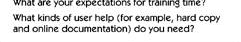 What are your expectations for training time?
What kinds of user help (for example, hard copy
and online documentation) do you need?